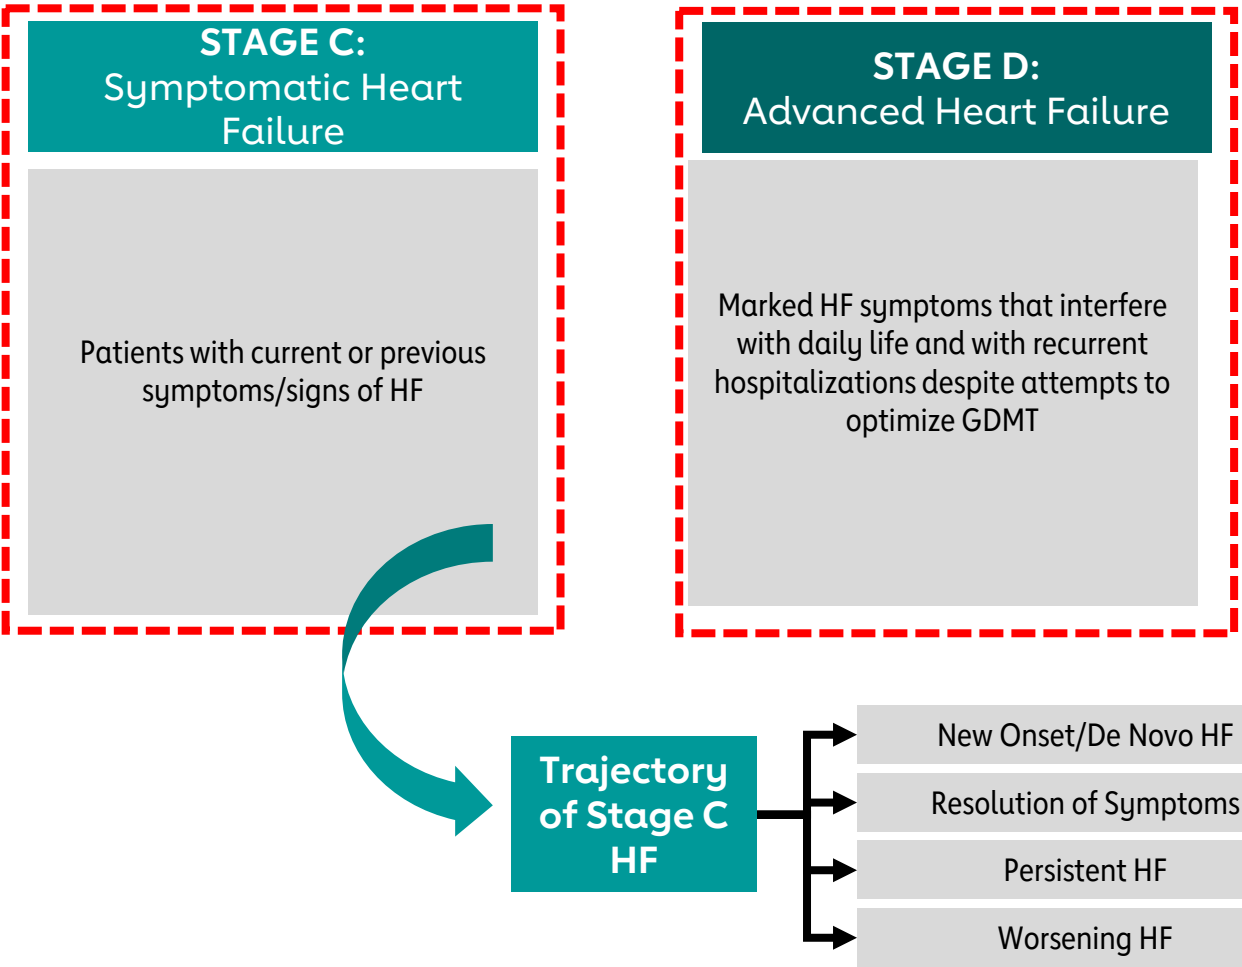 STAGE C:
Symptomatic Heart
Failure
Patients with current or previous
symptoms/signs of HF
STAGE D:
Advanced Heart Failure
Marked HF symptoms that interfere
with daily life and with recurrent
hospitalizations despite attempts to
optimize GDMT
Trajectory
of Stage C
HF
New Onset/De Novo HF
Resolution of Symptoms
Persistent HF
Worsening HF